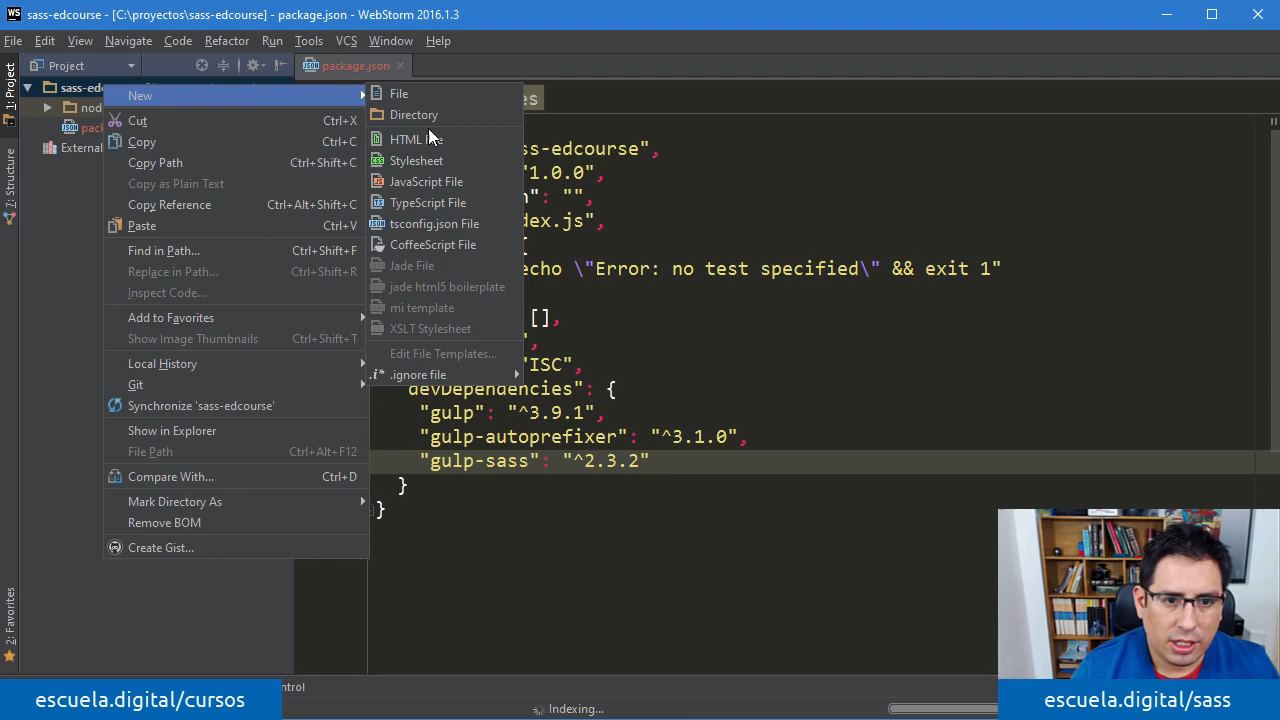 WS sass-edcourse - [C:\proyectos\sass-edcourse] - package.json - WebStorm 2016.1.3
File Edit View Navigate Code Refactor Run Tools VCS Window Help
Project
package.json
1: Project
7: Structure
2: Favorites
sass-ed
nod
pac
External
New
Cut Ctrl+X
Copy Ctrl+C
Copy Path Ctrl+Shift+C
Copy as Plain Text
Copy Reference Ctrl+Alt+Shift+C
Paste Ctrl+V
Find in Path... Ctrl+Shift+F
Replace in Path... Ctrl+Shift+R
Inspect Code...
Add to Favorites
Show Image Thumbnails Ctrl+Shift+T
Local History
Git
Synchronize 'sass-edcourse'
Show in Explorer
File Path Ctrl+Alt+F12
Compare With... Ctrl+D
Mark Directory As
Remove BOM
Create Gist...
File
Directory
HTML File
Stylesheet
JavaScript File
TypeScript File
tsconfig.json File
CoffeeScript File
Jade File
jade html5 boilerplate
mi template
XSLT Stylesheet
Edit File Templates...
.i* .ignore file
es
ss-edcourse",
"1.0.0",
n": "",
dex.js",
{
echo \"Error: no test specified\" && exit 1"
[],
",
"ISC",
devDependencies": {
"gulp": "^3.9.1",
"gulp-autoprefixer": "^3.1.0",
"gulp-sass": "^2.3.2"
}
}
ntrol
Indexing...
escuela.digital/cursos
escuela.digital/sass